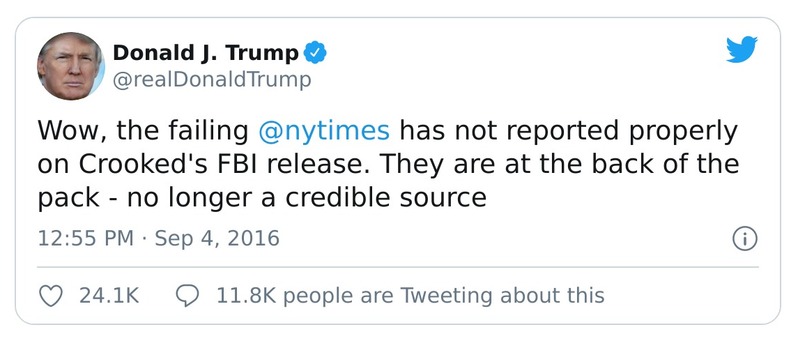 Donald J. Trump
@realDonaldTrump
Wow, the failing @nytimes has not reported properly
on Crooked's FBI release. They are at the back of the
pack - no longer a credible source
12:55 PM · Sep 4, 2016
24.1K 11.8K people are Tweeting about this